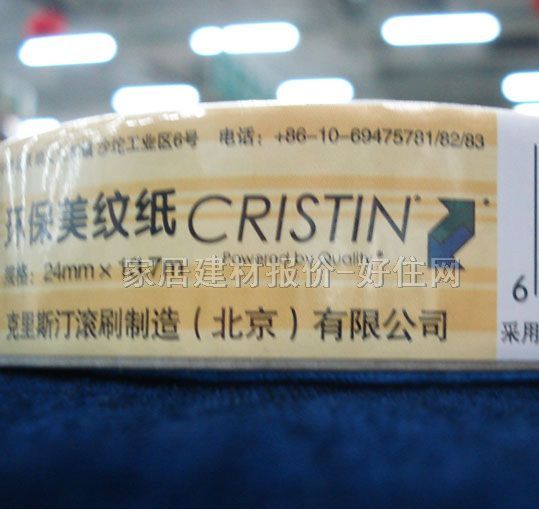 沙坨工业区6号 电话：+86-10-69475781/82/83
环保美纹纸 CRISTIN
Powered by Quality
规格：24mm ×
家居建材报价-好住网
克里斯汀滚刷制造（北京）有限公司
6
采用